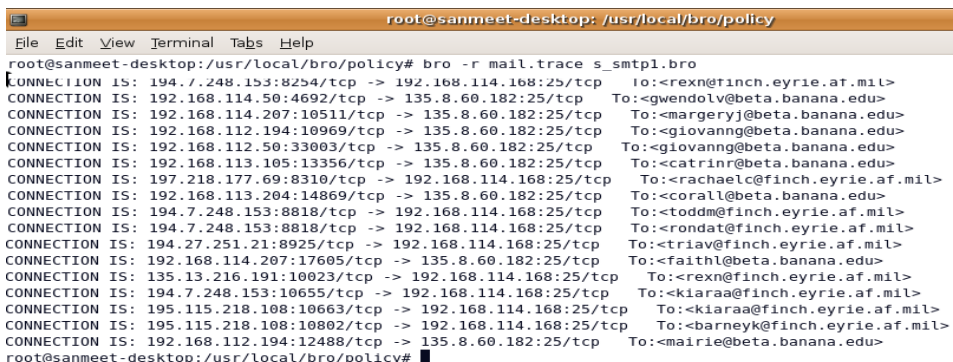 root@sanmeet-desktop: /usr/local/bro/policy
File Edit View Terminal Tabs Help
root@sanmeet-desktop:/usr/local/bro/policy# bro -r mail.trace s_smtp1.bro
CONNECTION IS: 194.7.248.153:8254/tcp -> 192.168.114.168:25/tcp To:<rexn@finch.eyrie.af.mil>
CONNECTION IS: 192.168.114.50:4692/tcp -> 135.8.60.182:25/tcp To:<gwendolv@beta.banana.edu>
CONNECTION IS: 192.168.114.207:10511/tcp -> 135.8.60.182:25/tcp To:<margeryj@beta.banana.edu>
CONNECTION IS: 192.168.112.194:10969/tcp -> 135.8.60.182:25/tcp To:<giovanng@beta.banana.edu>
CONNECTION IS: 192.168.112.50:33003/tcp -> 135.8.60.182:25/tcp To:<giovanng@beta.banana.edu>
CONNECTION IS: 192.168.113.105:13356/tcp -> 135.8.60.182:25/tcp To:<catrinr@beta.banana.edu>
CONNECTION IS: 197.218.177.69:8310/tcp -> 192.168.114.168:25/tcp To:<rachaelc@finch.eyrie.af.mil>
CONNECTION IS: 192.168.113.204:14869/tcp -> 135.8.60.182:25/tcp To:<corall@beta.banana.edu>
CONNECTION IS: 194.7.248.153:8818/tcp -> 192.168.114.168:25/tcp To:<toddm@finch.eyrie.af.mil>
CONNECTION IS: 194.7.248.153:8818/tcp -> 192.168.114.168:25/tcp To:<rondat@finch.eyrie.af.mil>
CONNECTION IS: 194.27.251.21:8925/tcp -> 192.168.114.168:25/tcp To:<triav@finch.eyrie.af.mil>
CONNECTION IS: 192.168.114.207:17605/tcp -> 135.8.60.182:25/tcp To:<faithl@beta.banana.edu>
CONNECTION IS: 135.13.216.191:10023/tcp -> 192.168.114.168:25/tcp To:<rexn@finch.eyrie.af.mil>
CONNECTION IS: 194.7.248.153:10655/tcp -> 192.168.114.168:25/tcp To:<kiaraa@finch.eyrie.af.mil>
CONNECTION IS: 195.115.218.108:10663/tcp -> 192.168.114.168:25/tcp To:<kiaraa@finch.eyrie.af.mil>
CONNECTION IS: 195.115.218.108:10802/tcp -> 192.168.114.168:25/tcp To:<barneyk@finch.eyrie.af.mil>
CONNECTION IS: 192.168.112.194:12488/tcp -> 135.8.60.182:25/tcp To:<mairie@beta.banana.edu>
root@sanmeet-desktop:/usr/local/bro/policy#